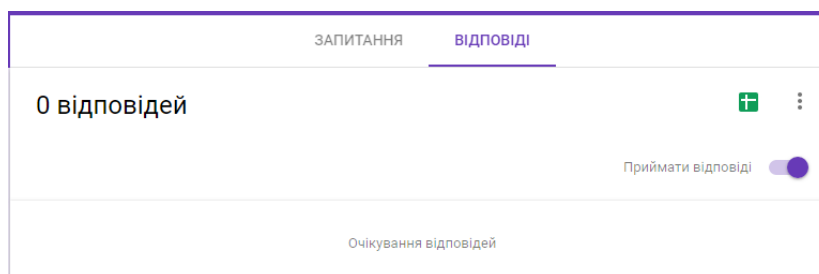 ЗАПИТАННЯ ВІДПОВІДІ
0 відповідей
Приймати відповіді
Очікування відповідей